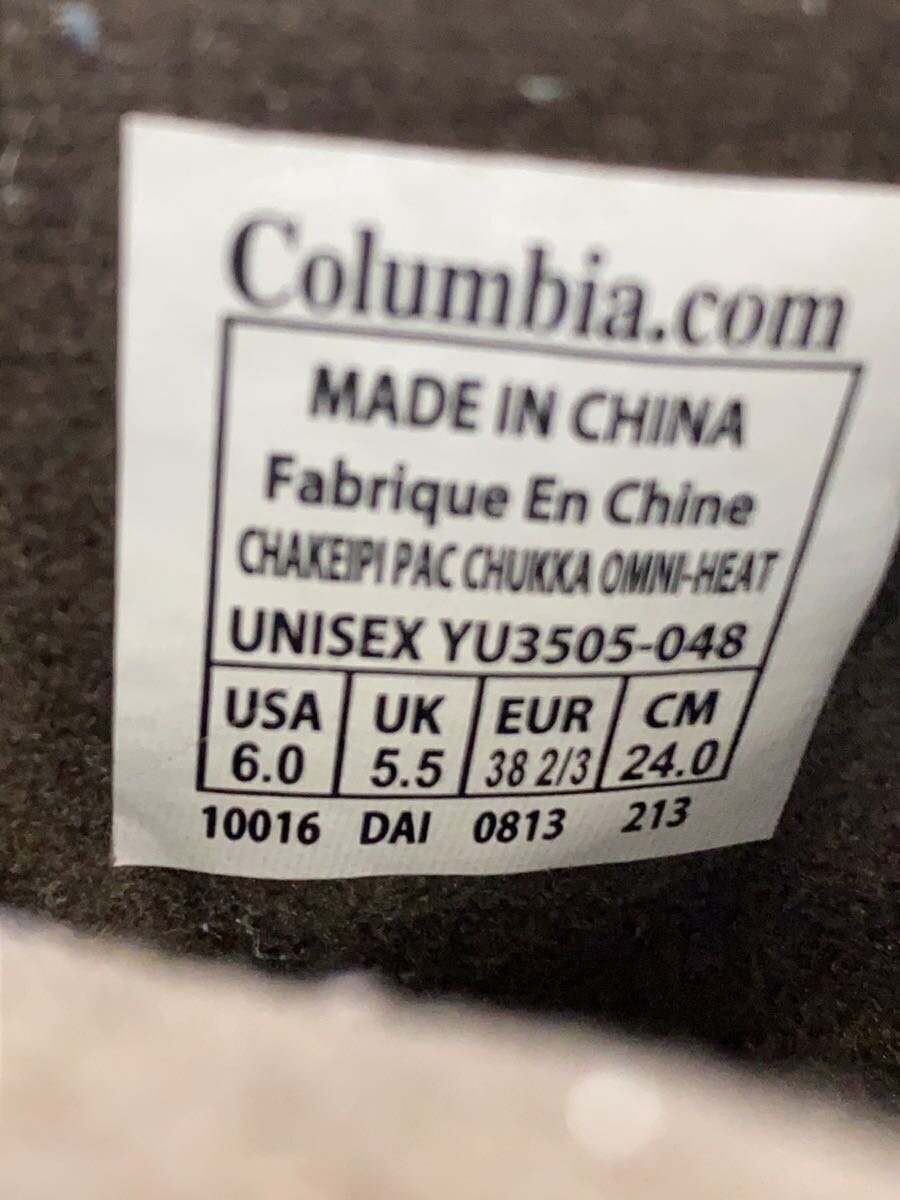 Columbia.com
MADE IN CHINA
Fabrique En Chine
CHAKEIPI PAC CHUKKA OMNI-HEAT
UNISEX YU3505-048
USA UK EUR CM
6.0 5.5 38 2/3 24.0
10016 DAI 0813 213